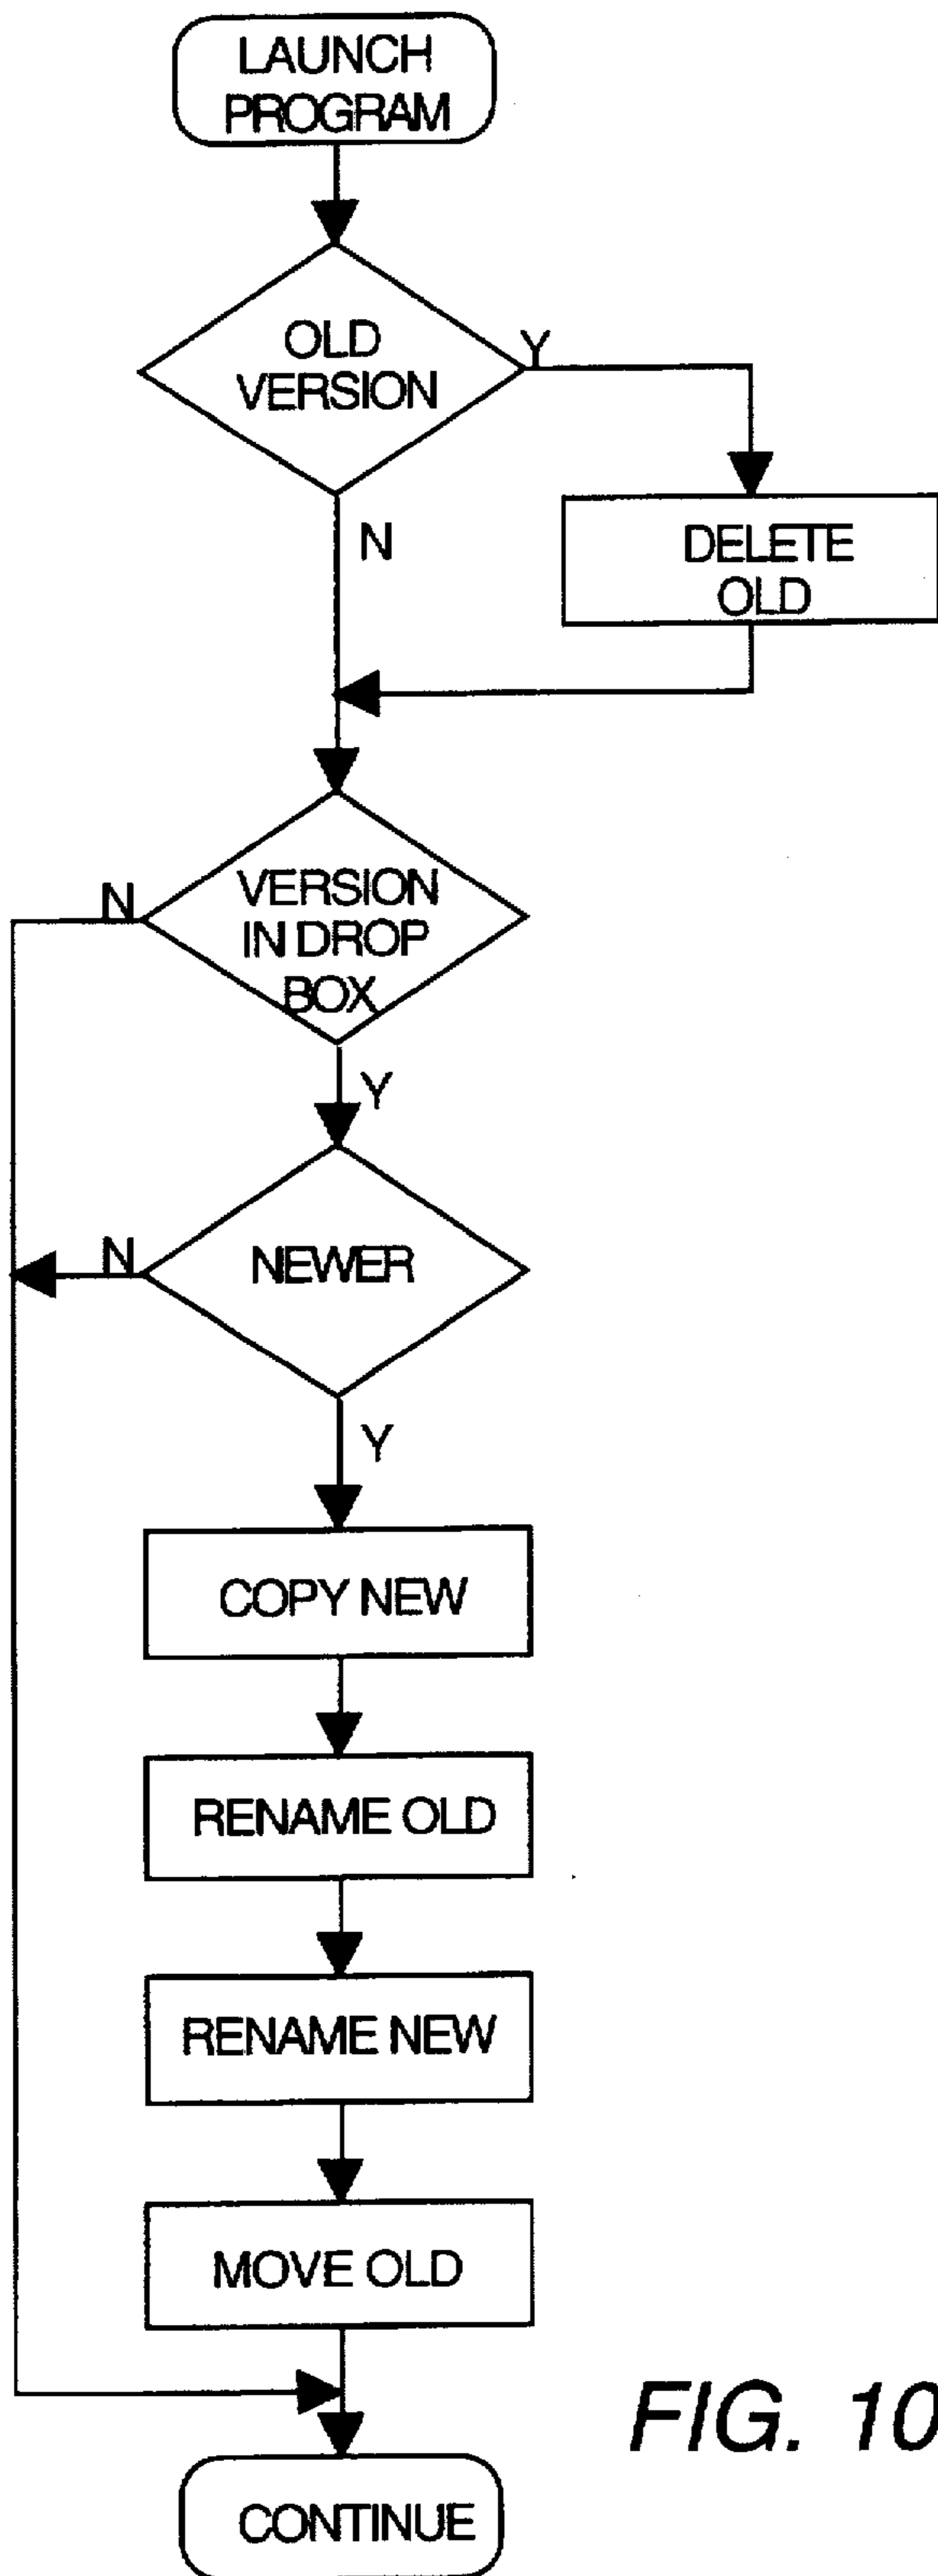 LAUNCH
PROGRAM
OLD
VERSION
Y
N
DELETE
OLD
N
VERSION
IN DROP
BOX
Y
N
NEWER
Y
COPY NEW
RENAME OLD
RENAME NEW
MOVE OLD
FIG. 10
CONTINUE